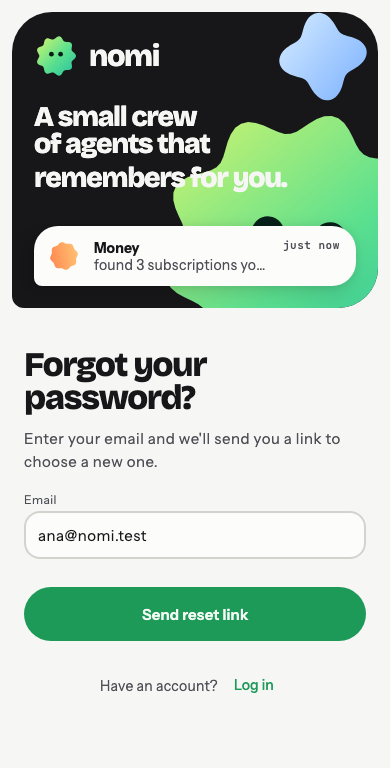 nomi
A small crew
of agents that
remembers for you.
Money
just now
found 3 subscriptions yo…
Forgot your
password?
Enter your email and we'll send you a link to
choose a new one.
Email
ana@nomi.test
Send reset link
Have an account? Log in